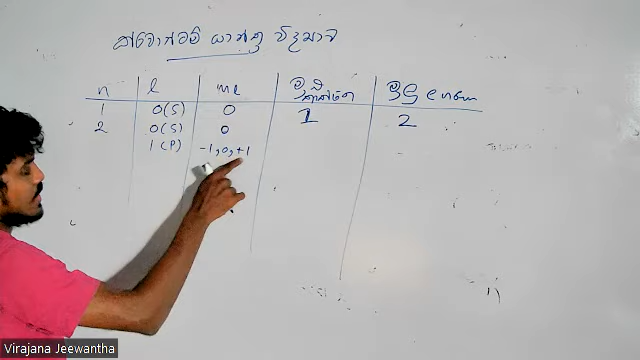 ක්වොන්ටම් යාන්ත්‍ර විද්‍යාව
n l ml
1 0(S) 0 1 2
2 0(S) 0
1(P) -1,0,+1
Virajana Jeewantha